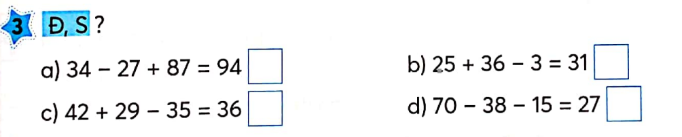 3 Đ, S ?
a) 34 – 27 + 87 = 94
b) 25 + 36 – 3 = 31
c) 42 + 29 – 35 = 36
d) 70 – 38 – 15 = 27